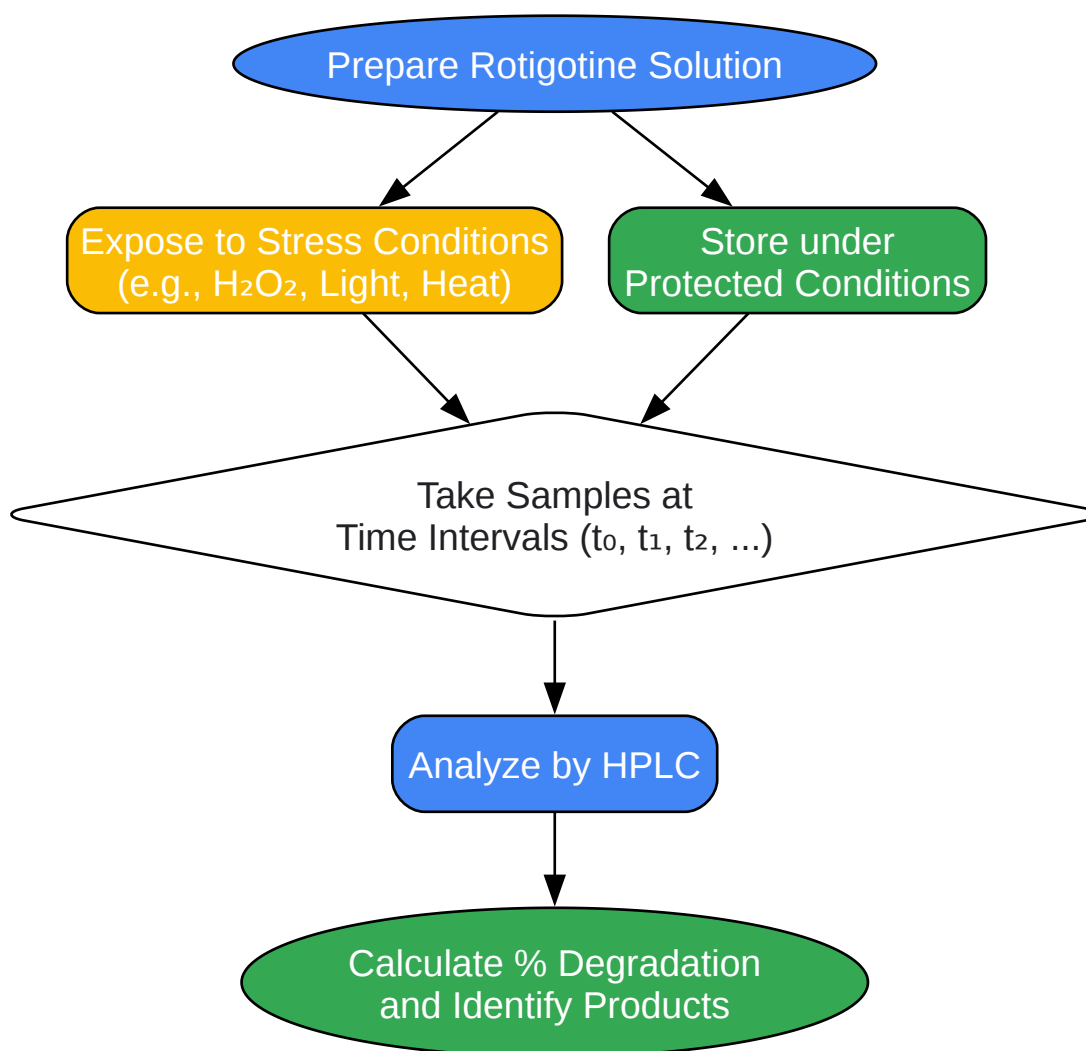 Prepare Rotigotine Solution
Expose to Stress Conditions
(e.g., H₂O₂, Light, Heat)
Store under
Protected Conditions
Take Samples at
Time Intervals (t₀, t₁, t₂, ...)
Analyze by HPLC
Calculate % Degradation
and Identify Products